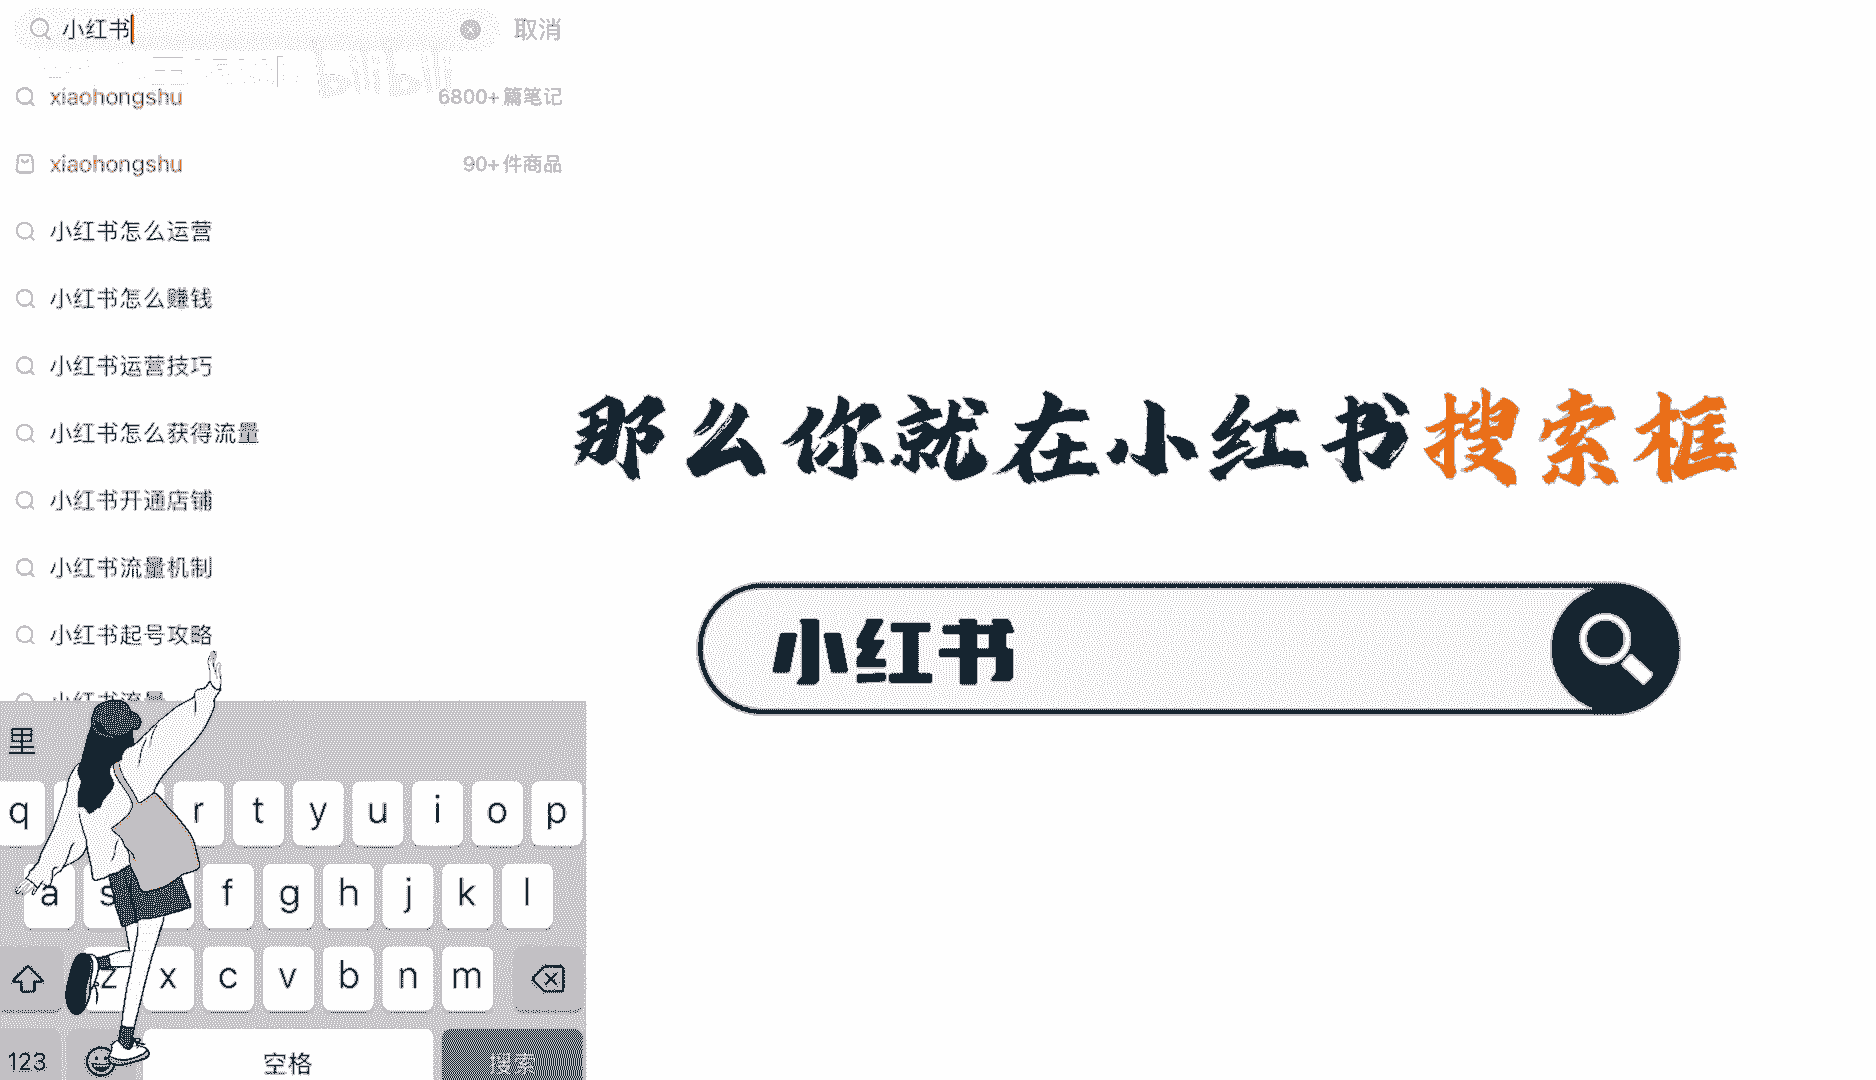 小红书
取消
xiaohongshu
6800+篇笔记
xiaohongshu
90+件商品
小红书怎么运营
小红书怎么赚钱
小红书运营技巧
小红书怎么获得流量
小红书开通店铺
小红书流量机制
小红书起号攻略
小红书流量
那么你就在小红书搜索框
小红书
里
q r t y u i o p
a s f g h j k l
z x c v b n m
123
空格
搜索